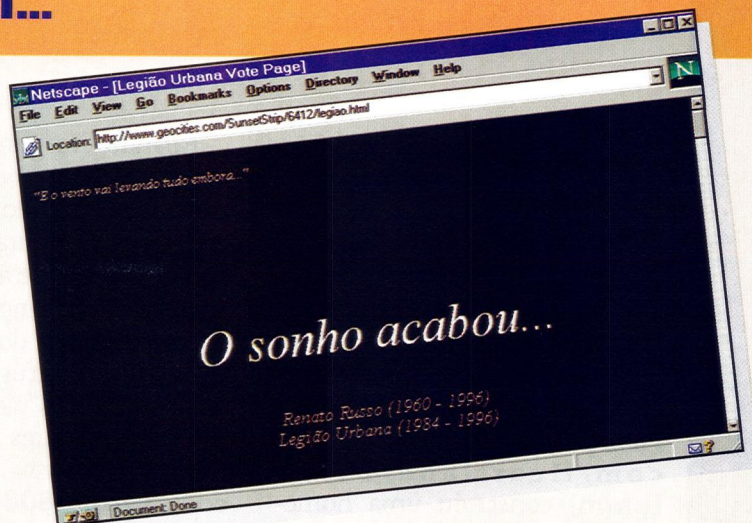 Netscape - [Legião Urbana Vote Page]
File Edit View Go Bookmarks Options Directory Window Help
N
Location: http://www.geocities.com/SunsetStrip/6412/legiao.html
"E o vento vai levando tudo embora..."
O sonho acabou...
Renato Russo (1960 - 1996)
Legião Urbana (1984 - 1996)
Document: Done